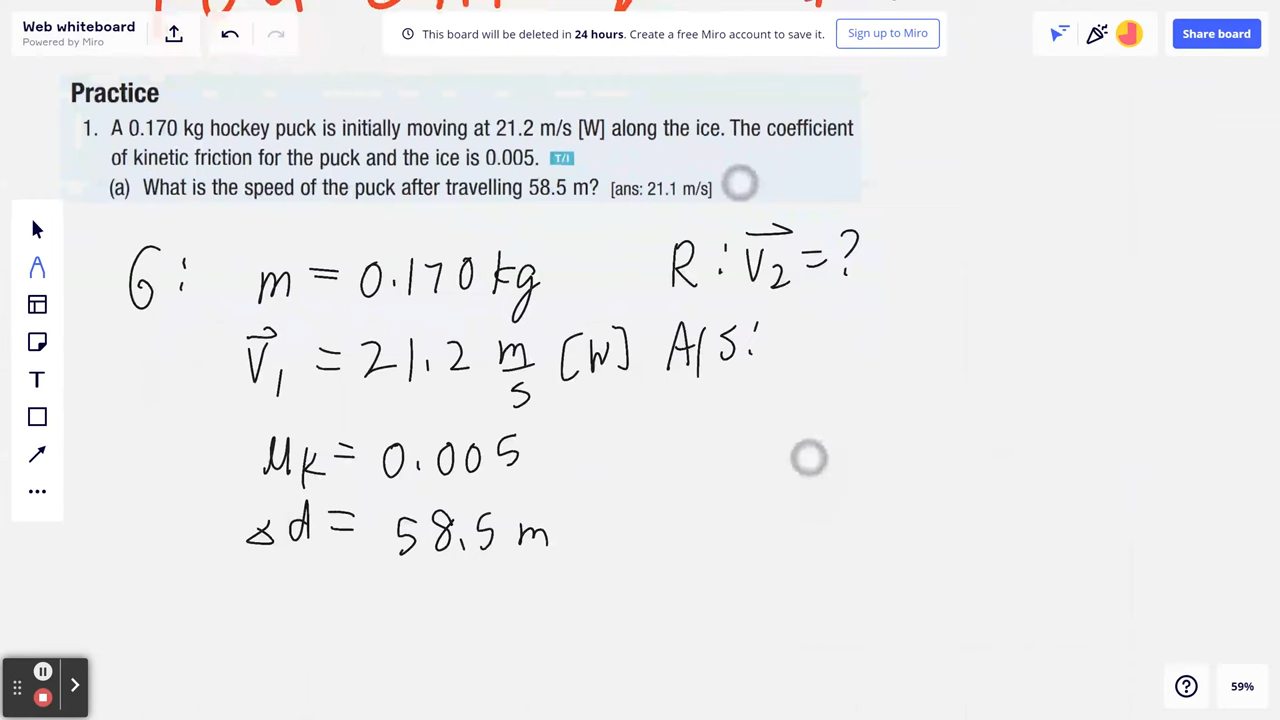 Web whiteboard
Powered by Miro
This board will be deleted in 24 hours. Create a free Miro account to save it.
Sign up to Miro
Share board
Practice
1. A 0.170 kg hockey puck is initially moving at 21.2 m/s [W] along the ice. The coefficient
of kinetic friction for the puck and the ice is 0.005. T/I
(a) What is the speed of the puck after travelling 58.5 m? [ans: 21.1 m/s]
G: m = 0.170 kg
R: v⃗₂ = ?
v⃗₁ = 21.2 m/s [W]
A/S:
μK = 0.005
Δd = 58.5 m
T
59%